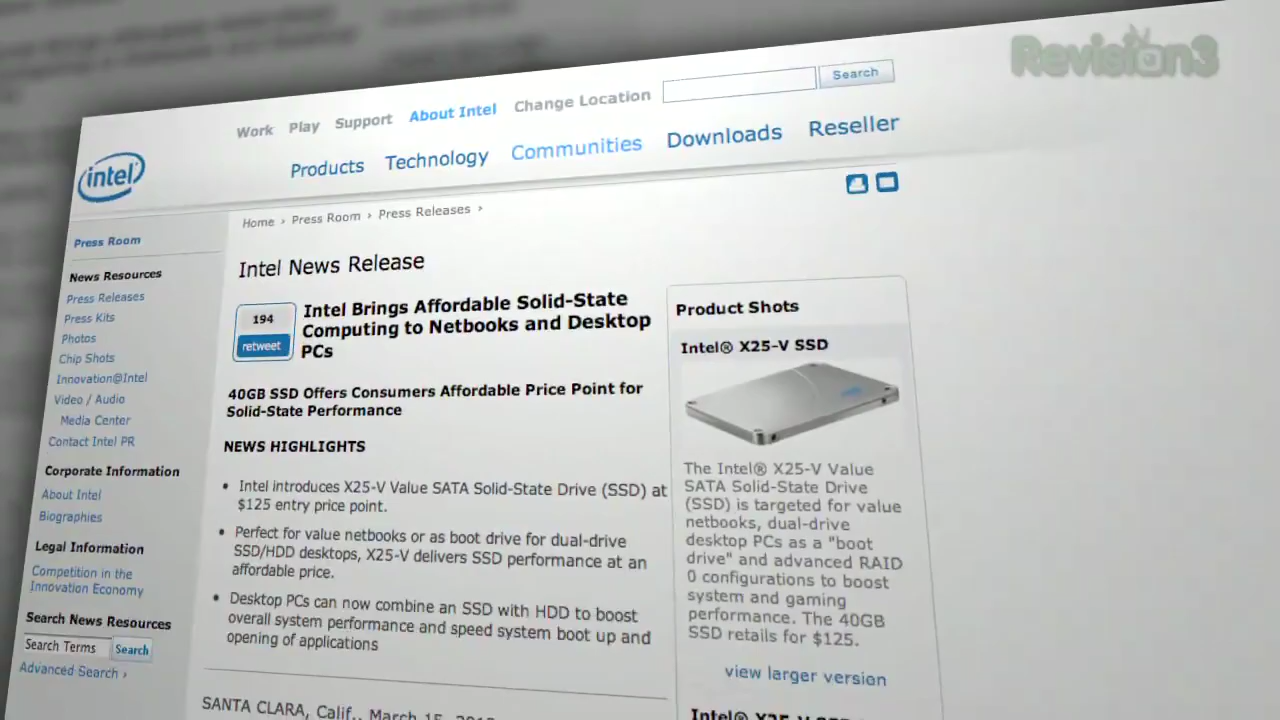 Revision3
Work Play Support About Intel Change Location Search
Products Technology Communities Downloads Reseller
intel
Home › Press Room › Press Releases ›
Press Room
News Resources
Press Releases
Press Kits
Photos
Chip Shots
Innovation@Intel
Video / Audio
Media Center
Contact Intel PR
Corporate Information
About Intel
Biographies
Legal Information
Competition in the
Innovation Economy
Search News Resources
Search Terms Search
Advanced Search ›
Intel News Release
194
retweet
Intel Brings Affordable Solid-State
Computing to Netbooks and Desktop
PCs
40GB SSD Offers Consumers Affordable Price Point for
Solid-State Performance
NEWS HIGHLIGHTS
• Intel introduces X25-V Value SATA Solid-State Drive (SSD) at
$125 entry price point.
• Perfect for value netbooks or as boot drive for dual-drive
SSD/HDD desktops, X25-V delivers SSD performance at an
affordable price.
• Desktop PCs can now combine an SSD with HDD to boost
overall system performance and speed system boot up and
opening of applications
SANTA CLARA, Calif., March 15,
Product Shots
Intel® X25-V SSD
The Intel® X25-V Value
SATA Solid-State Drive
(SSD) is targeted for value
netbooks, dual-drive
desktop PCs as a "boot
drive" and advanced RAID
0 configurations to boost
system and gaming
performance. The 40GB
SSD retails for $125.
view larger version
Intel® X25-V SSD